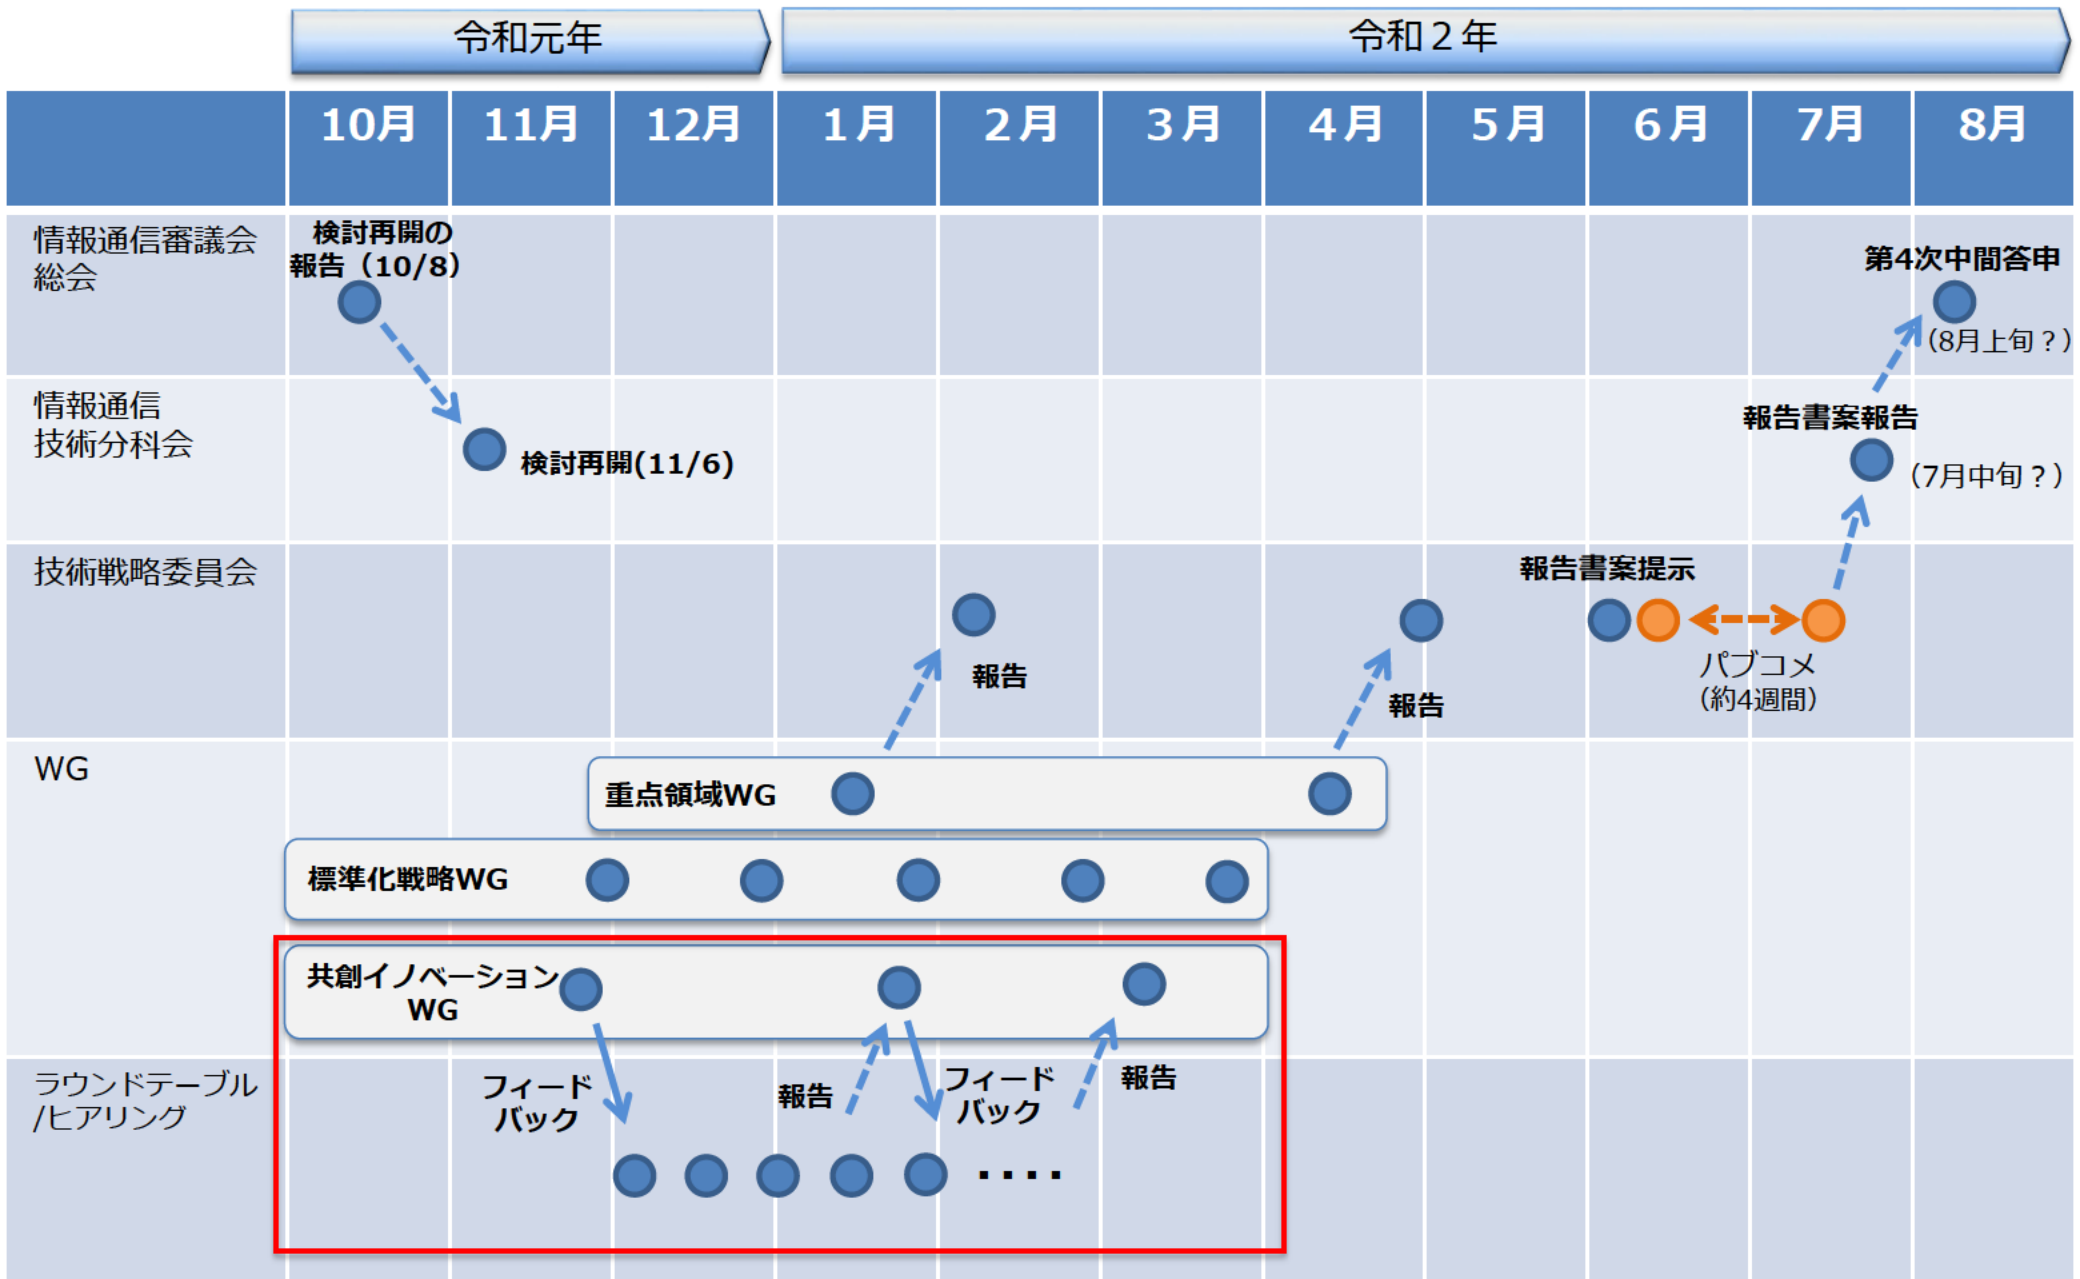 令和元年
令和２年
10月
11月
12月
１月
２月
３月
４月
５月
６月
7月
8月
情報通信審議会
総会
検討再開の
報告（10/8）
第4次中間答申
（8月上旬？）
情報通信
技術分科会
検討再開(11/6)
報告書案報告
（7月中旬？）
技術戦略委員会
報告
報告
報告書案提示
パブコメ
（約4週間）
WG
重点領域WG
標準化戦略WG
共創イノベーション
WG
ラウンドテーブル
/ヒアリング
フィード
バック
報告
フィード
バック
報告
・・・・